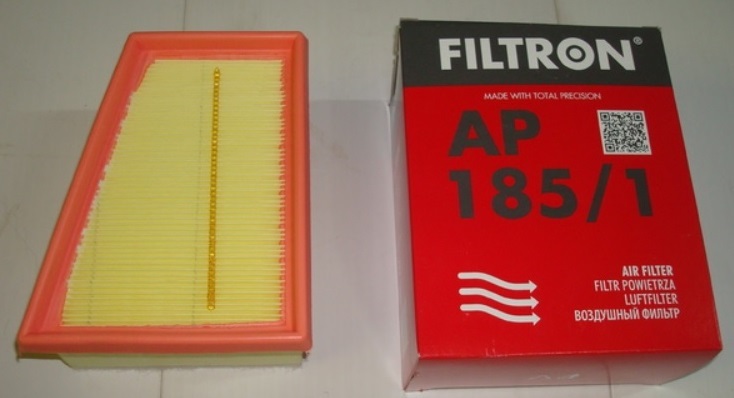 FILTRON®
MADE WITH TOTAL PRECISION
AP
185/1
AIR FILTER
FILTR POWIETRZA
LUFTFILTER
ВОЗДУШНЫЙ ФИЛЬТР